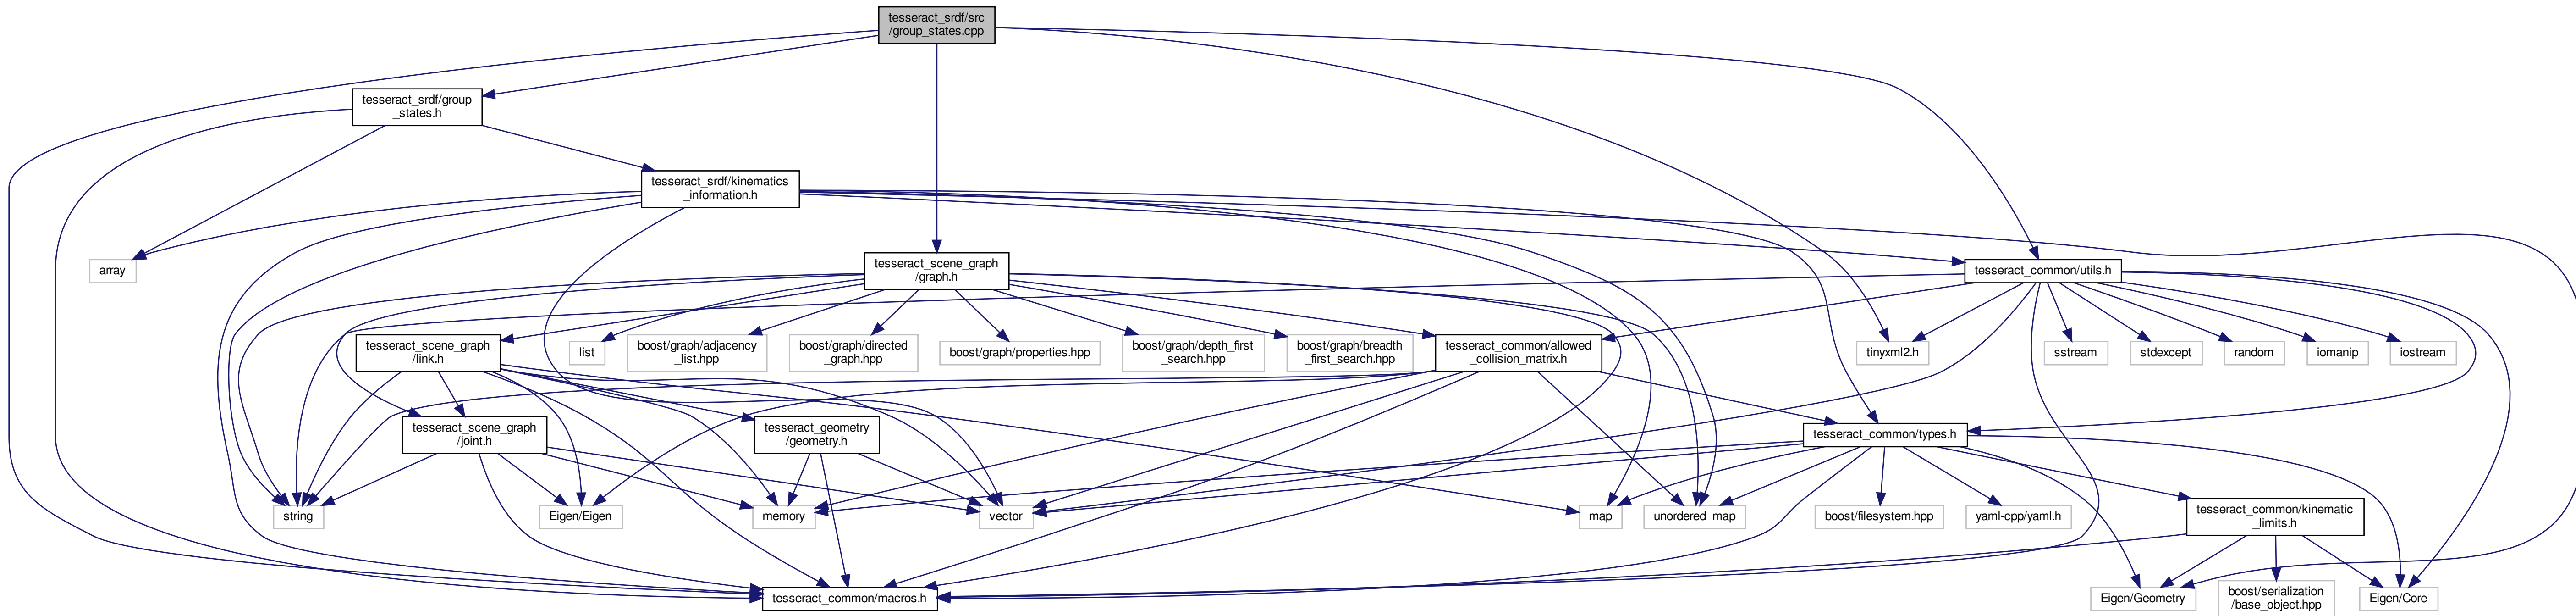 tesseract_srdf/src
/group_states.cpp
tesseract_srdf/group
_states.h
tesseract_srdf/kinematics
_information.h
array
tesseract_scene_graph
/graph.h
tesseract_common/utils.h
tesseract_scene_graph
/link.h
list
boost/graph/adjacency
_list.hpp
boost/graph/directed
_graph.hpp
boost/graph/properties.hpp
boost/graph/depth_first
_search.hpp
boost/graph/breadth
_first_search.hpp
tesseract_common/allowed
_collision_matrix.h
tinyxml2.h
sstream
stdexcept
random
iomanip
iostream
tesseract_scene_graph
/joint.h
tesseract_geometry
/geometry.h
tesseract_common/types.h
string
Eigen/Eigen
memory
vector
map
unordered_map
boost/filesystem.hpp
yaml-cpp/yaml.h
tesseract_common/kinematic
_limits.h
tesseract_common/macros.h
Eigen/Geometry
boost/serialization
/base_object.hpp
Eigen/Core